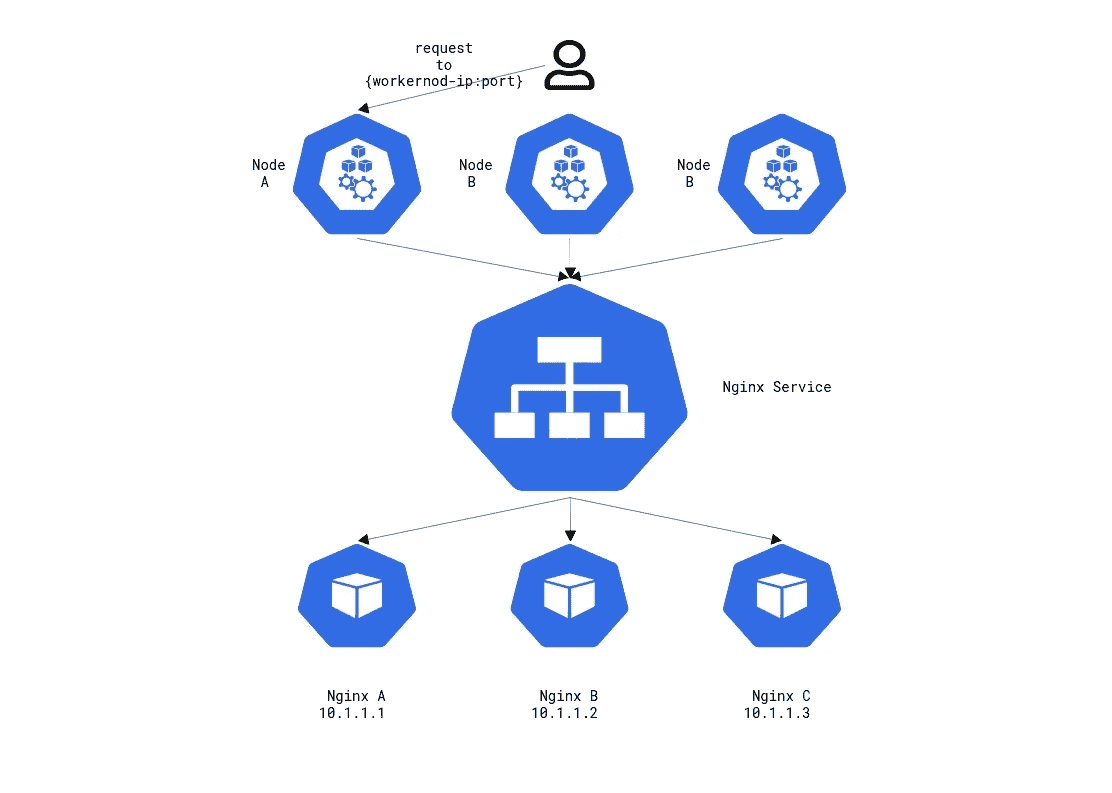 request
to
{workernod-ip:port}
Node
A
Node
B
Node
B
Nginx Service
Nginx A
10.1.1.1
Nginx B
10.1.1.2
Nginx C
10.1.1.3